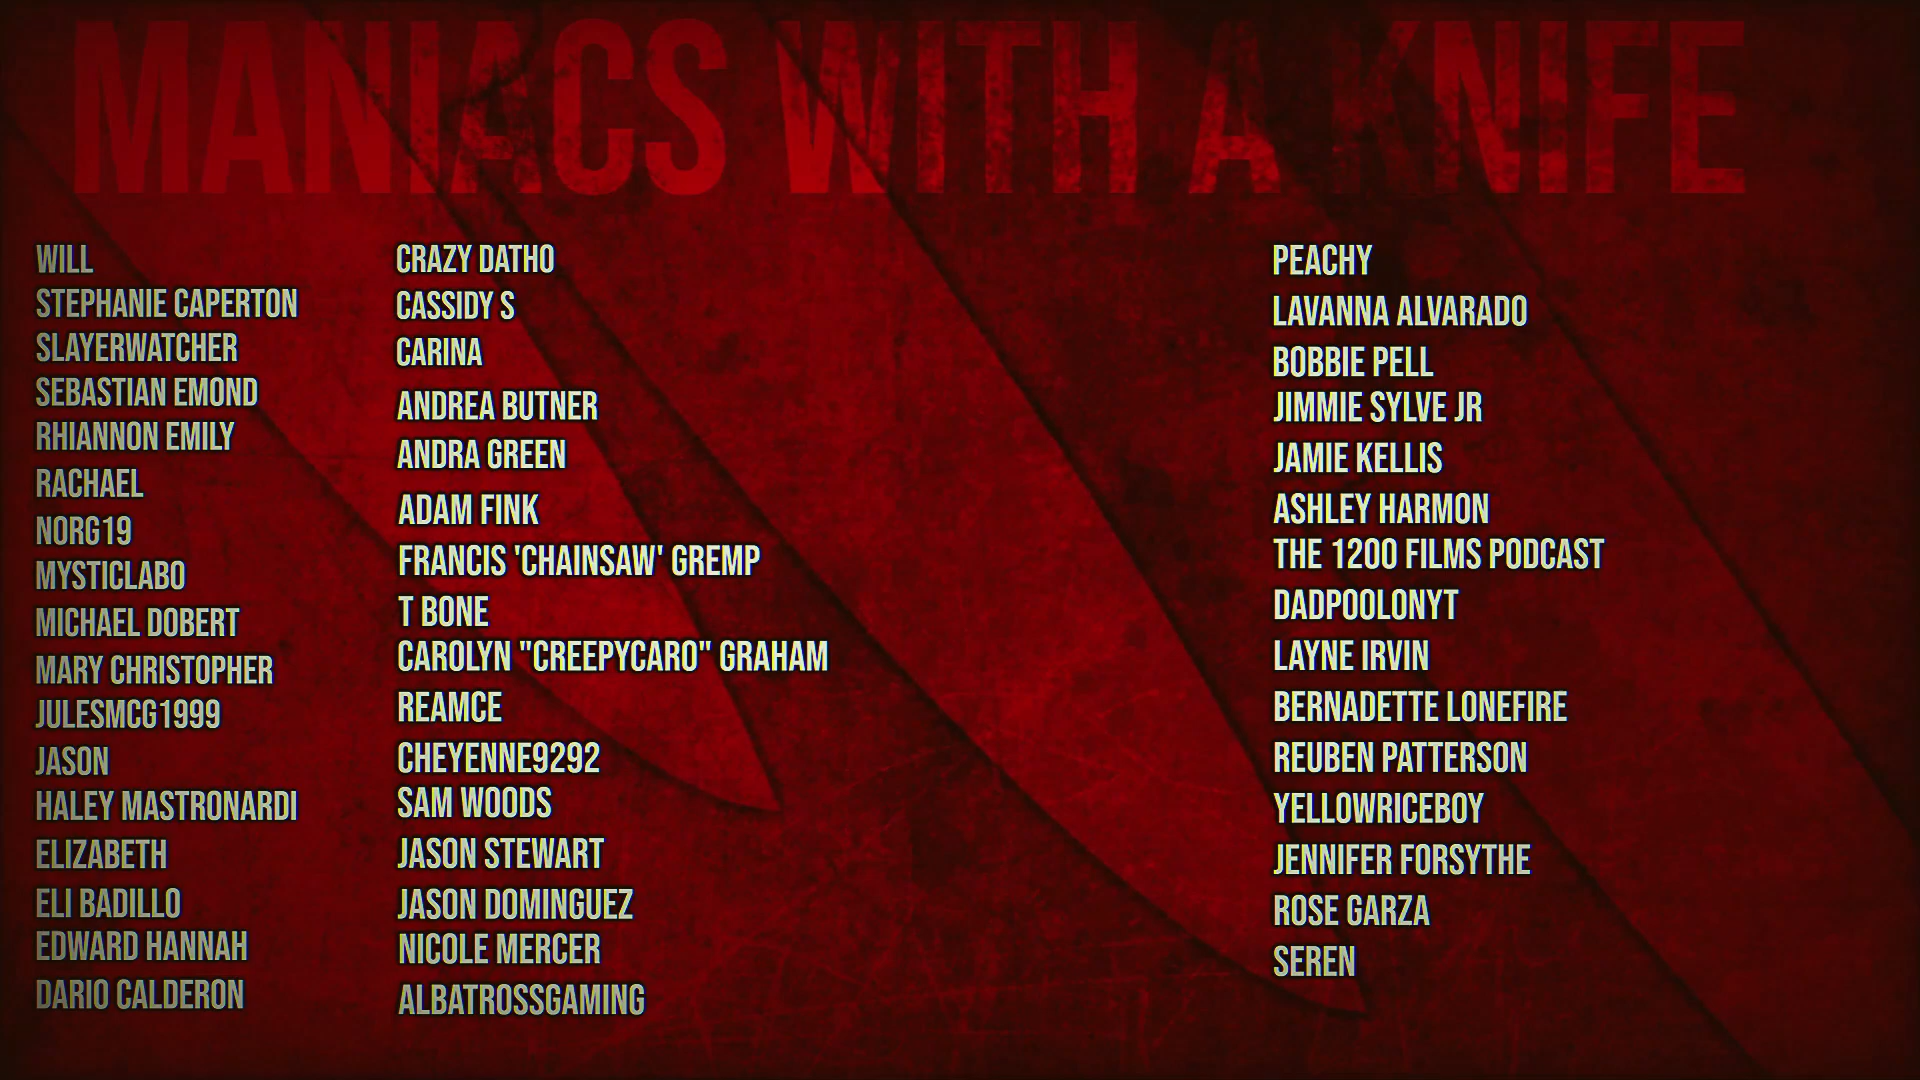 MANIACS WITH A KNIFE
WILL
STEPHANIE CAPERTON
SLAYERWATCHER
SEBASTIAN EMOND
RHIANNON EMILY
RACHAEL
NORG19
MYSTICLABO
MICHAEL DOBERT
MARY CHRISTOPHER
JULESMCG1999
JASON
HALEY MASTRONARDI
ELIZABETH
ELI BADILLO
EDWARD HANNAH
DARIO CALDERON
CRAZY DATHO
CASSIDY S
CARINA
ANDREA BUTNER
ANDRA GREEN
ADAM FINK
FRANCIS 'CHAINSAW' GREMP
T BONE
CAROLYN "CREEPYCARO" GRAHAM
REAMCE
CHEYENNE9292
SAM WOODS
JASON STEWART
JASON DOMINGUEZ
NICOLE MERCER
ALBATROSSGAMING
PEACHY
LAVANNA ALVARADO
BOBBIE PELL
JIMMIE SYLVE JR
JAMIE KELLIS
ASHLEY HARMON
THE 1200 FILMS PODCAST
DADPOOLONYT
LAYNE IRVIN
BERNADETTE LONEFIRE
REUBEN PATTERSON
YELLOWRICEBOY
JENNIFER FORSYTHE
ROSE GARZA
SEREN